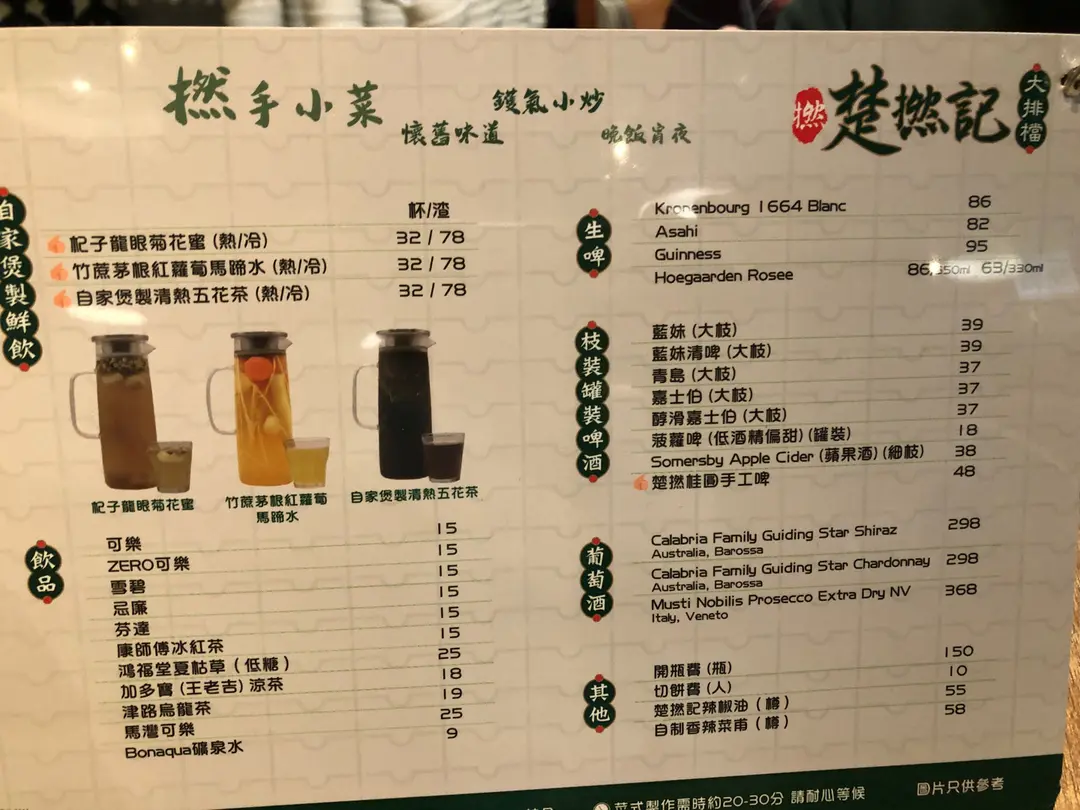 撚手小菜
鑊氣小炒
懷舊味道
晚飯宵夜
撚 楚撚記 大排檔
自家煲製鮮飲
杯/渣
杞子龍眼菊花蜜 (熱/冷) 32 / 78
竹蔗茅根紅蘿蔔馬蹄水 (熱/冷) 32 / 78
自家煲製清熱五花茶 (熱/冷) 32 / 78
杞子龍眼菊花蜜
竹蔗茅根紅蘿蔔
馬蹄水
自家煲製清熱五花茶
飲品
可樂 15
ZERO可樂 15
雪碧 15
忌廉 15
芬達 15
康師傅冰紅茶 15
鴻福堂夏枯草 ( 低糖 ) 25
加多寶 (王老吉) 涼茶 18
津路烏龍茶 19
馬灣可樂 25
Bonaqua礦泉水 9
生啤
Kronenbourg 1664 Blanc 86
Asahi 82
Guinness 95
Hoegaarden Rosee 86/350ml 63/330ml
枝裝罐裝啤酒
藍妹 (大枝) 39
藍妹清啤 (大枝) 39
青島 (大枝) 37
嘉士伯 (大枝) 37
醇滑嘉士伯 (大枝) 37
菠蘿啤 (低酒精偏甜) (罐裝) 18
Somersby Apple Cider (蘋果酒) (細枝) 38
楚撚桂圓手工啤 48
葡萄酒
Calabria Family Guiding Star Shiraz 298
Australia, Barossa
Calabria Family Guiding Star Chardonnay 298
Australia, Barossa
Musti Nobilis Prosecco Extra Dry NV 368
Italy, Veneto
其他
開瓶費 (瓶) 150
切餅費 (人) 10
楚撚記辣椒油 ( 樽 ) 55
自制香辣菜甫 ( 樽 ) 58
菜式製作需時約20-30分 請耐心等候
圖片只供參考